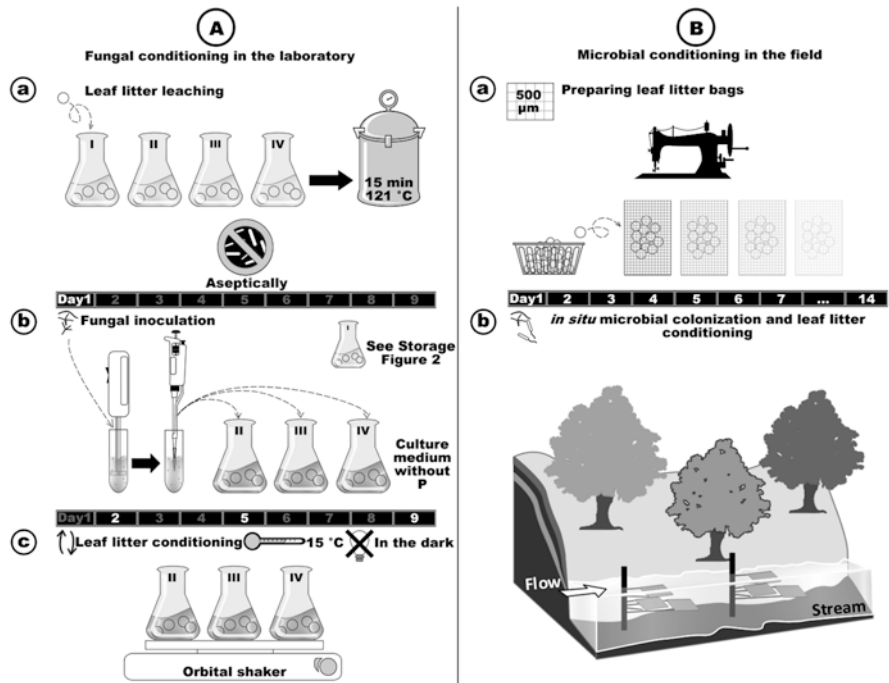 A
Fungal conditioning in the laboratory
a
Leaf litter leaching
I
II
III
IV
15 min
121 °C
Aseptically
Day1 2 3 4 5 6 7 8 9
b
Fungal inoculation
I
See Storage
Figure 2
II
III
IV
Culture
medium
without
P
Day1 2 3 4 5 6 7 8 9
c
Leaf litter conditioning
15 °C
In the dark
II
III
IV
Orbital shaker
B
Microbial conditioning in the field
a
500
µm
Preparing leaf litter bags
Day1 2 3 4 5 6 7 ... 14
b
in situ microbial colonization and leaf litter
conditioning
Flow
Stream